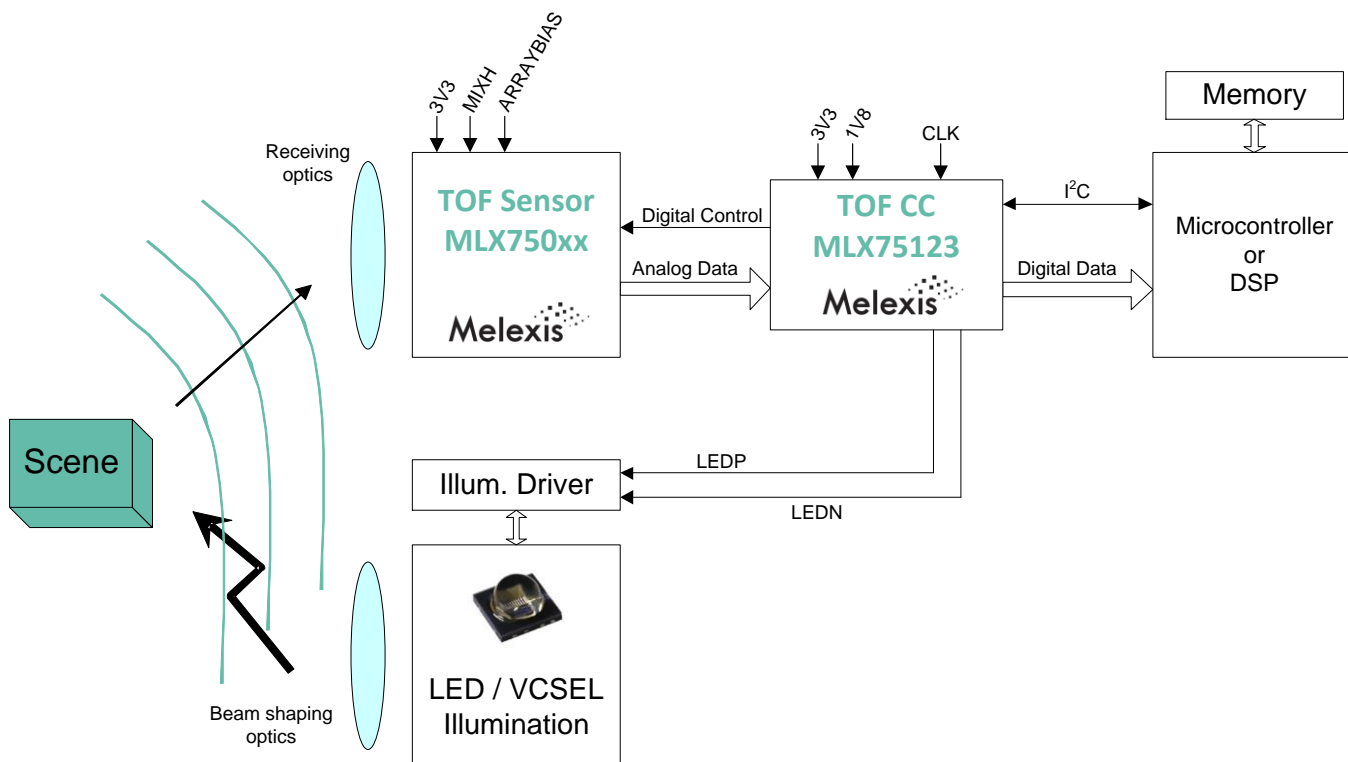 3V3
MIXH
ARRAYBIAS
3V3
1V8
CLK
Memory
Receiving
optics
TOF Sensor
MLX750xx
Melexis
Digital Control
Analog Data
TOF CC
MLX75123
Melexis
I²C
Digital Data
Microcontroller
or
DSP
Scene
Illum. Driver
LEDP
LEDN
LED / VCSEL
Illumination
Beam shaping
optics